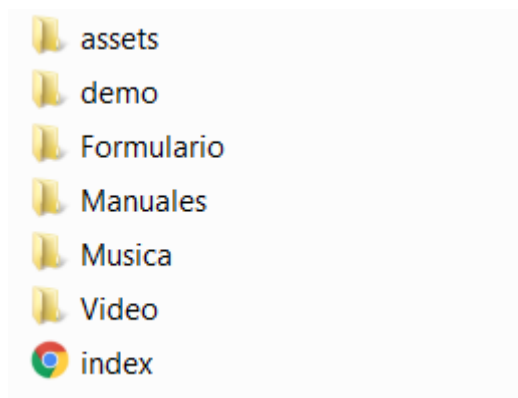 assets
demo
Formulario
Manuales
Musica
Video
index